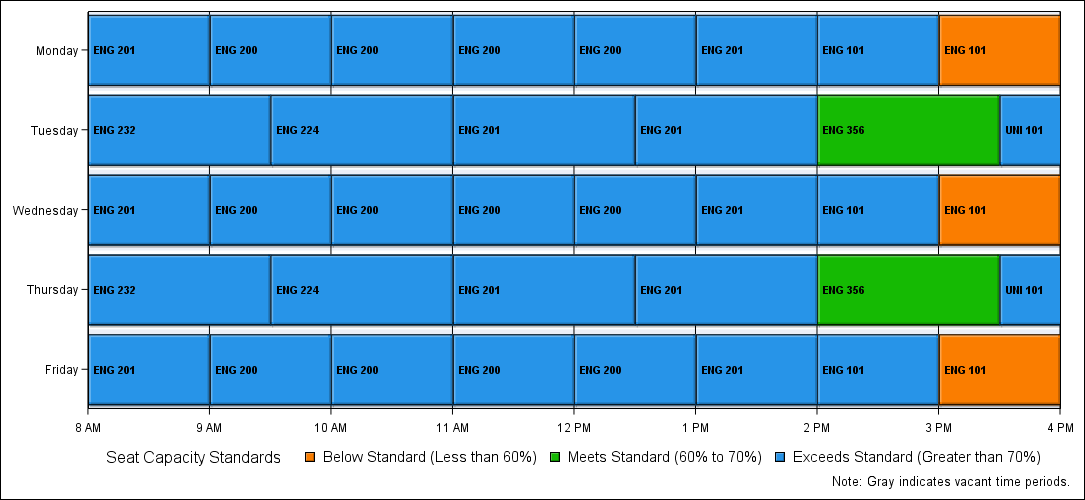 Monday ENG 201 ENG 200 ENG 200 ENG 200 ENG 200 ENG 201 ENG 101 ENG 101
Tuesday ENG 232 ENG 224 ENG 201 ENG 201 ENG 356 UNI 101
Wednesday ENG 201 ENG 200 ENG 200 ENG 200 ENG 200 ENG 201 ENG 101 ENG 101
Thursday ENG 232 ENG 224 ENG 201 ENG 201 ENG 356 UNI 101
Friday ENG 201 ENG 200 ENG 200 ENG 200 ENG 200 ENG 201 ENG 101 ENG 101
8 AM 9 AM 10 AM 11 AM 12 PM 1 PM 2 PM 3 PM 4 PM
Seat Capacity Standards Below Standard (Less than 60%) Meets Standard (60% to 70%) Exceeds Standard (Greater than 70%)
Note: Gray indicates vacant time periods.